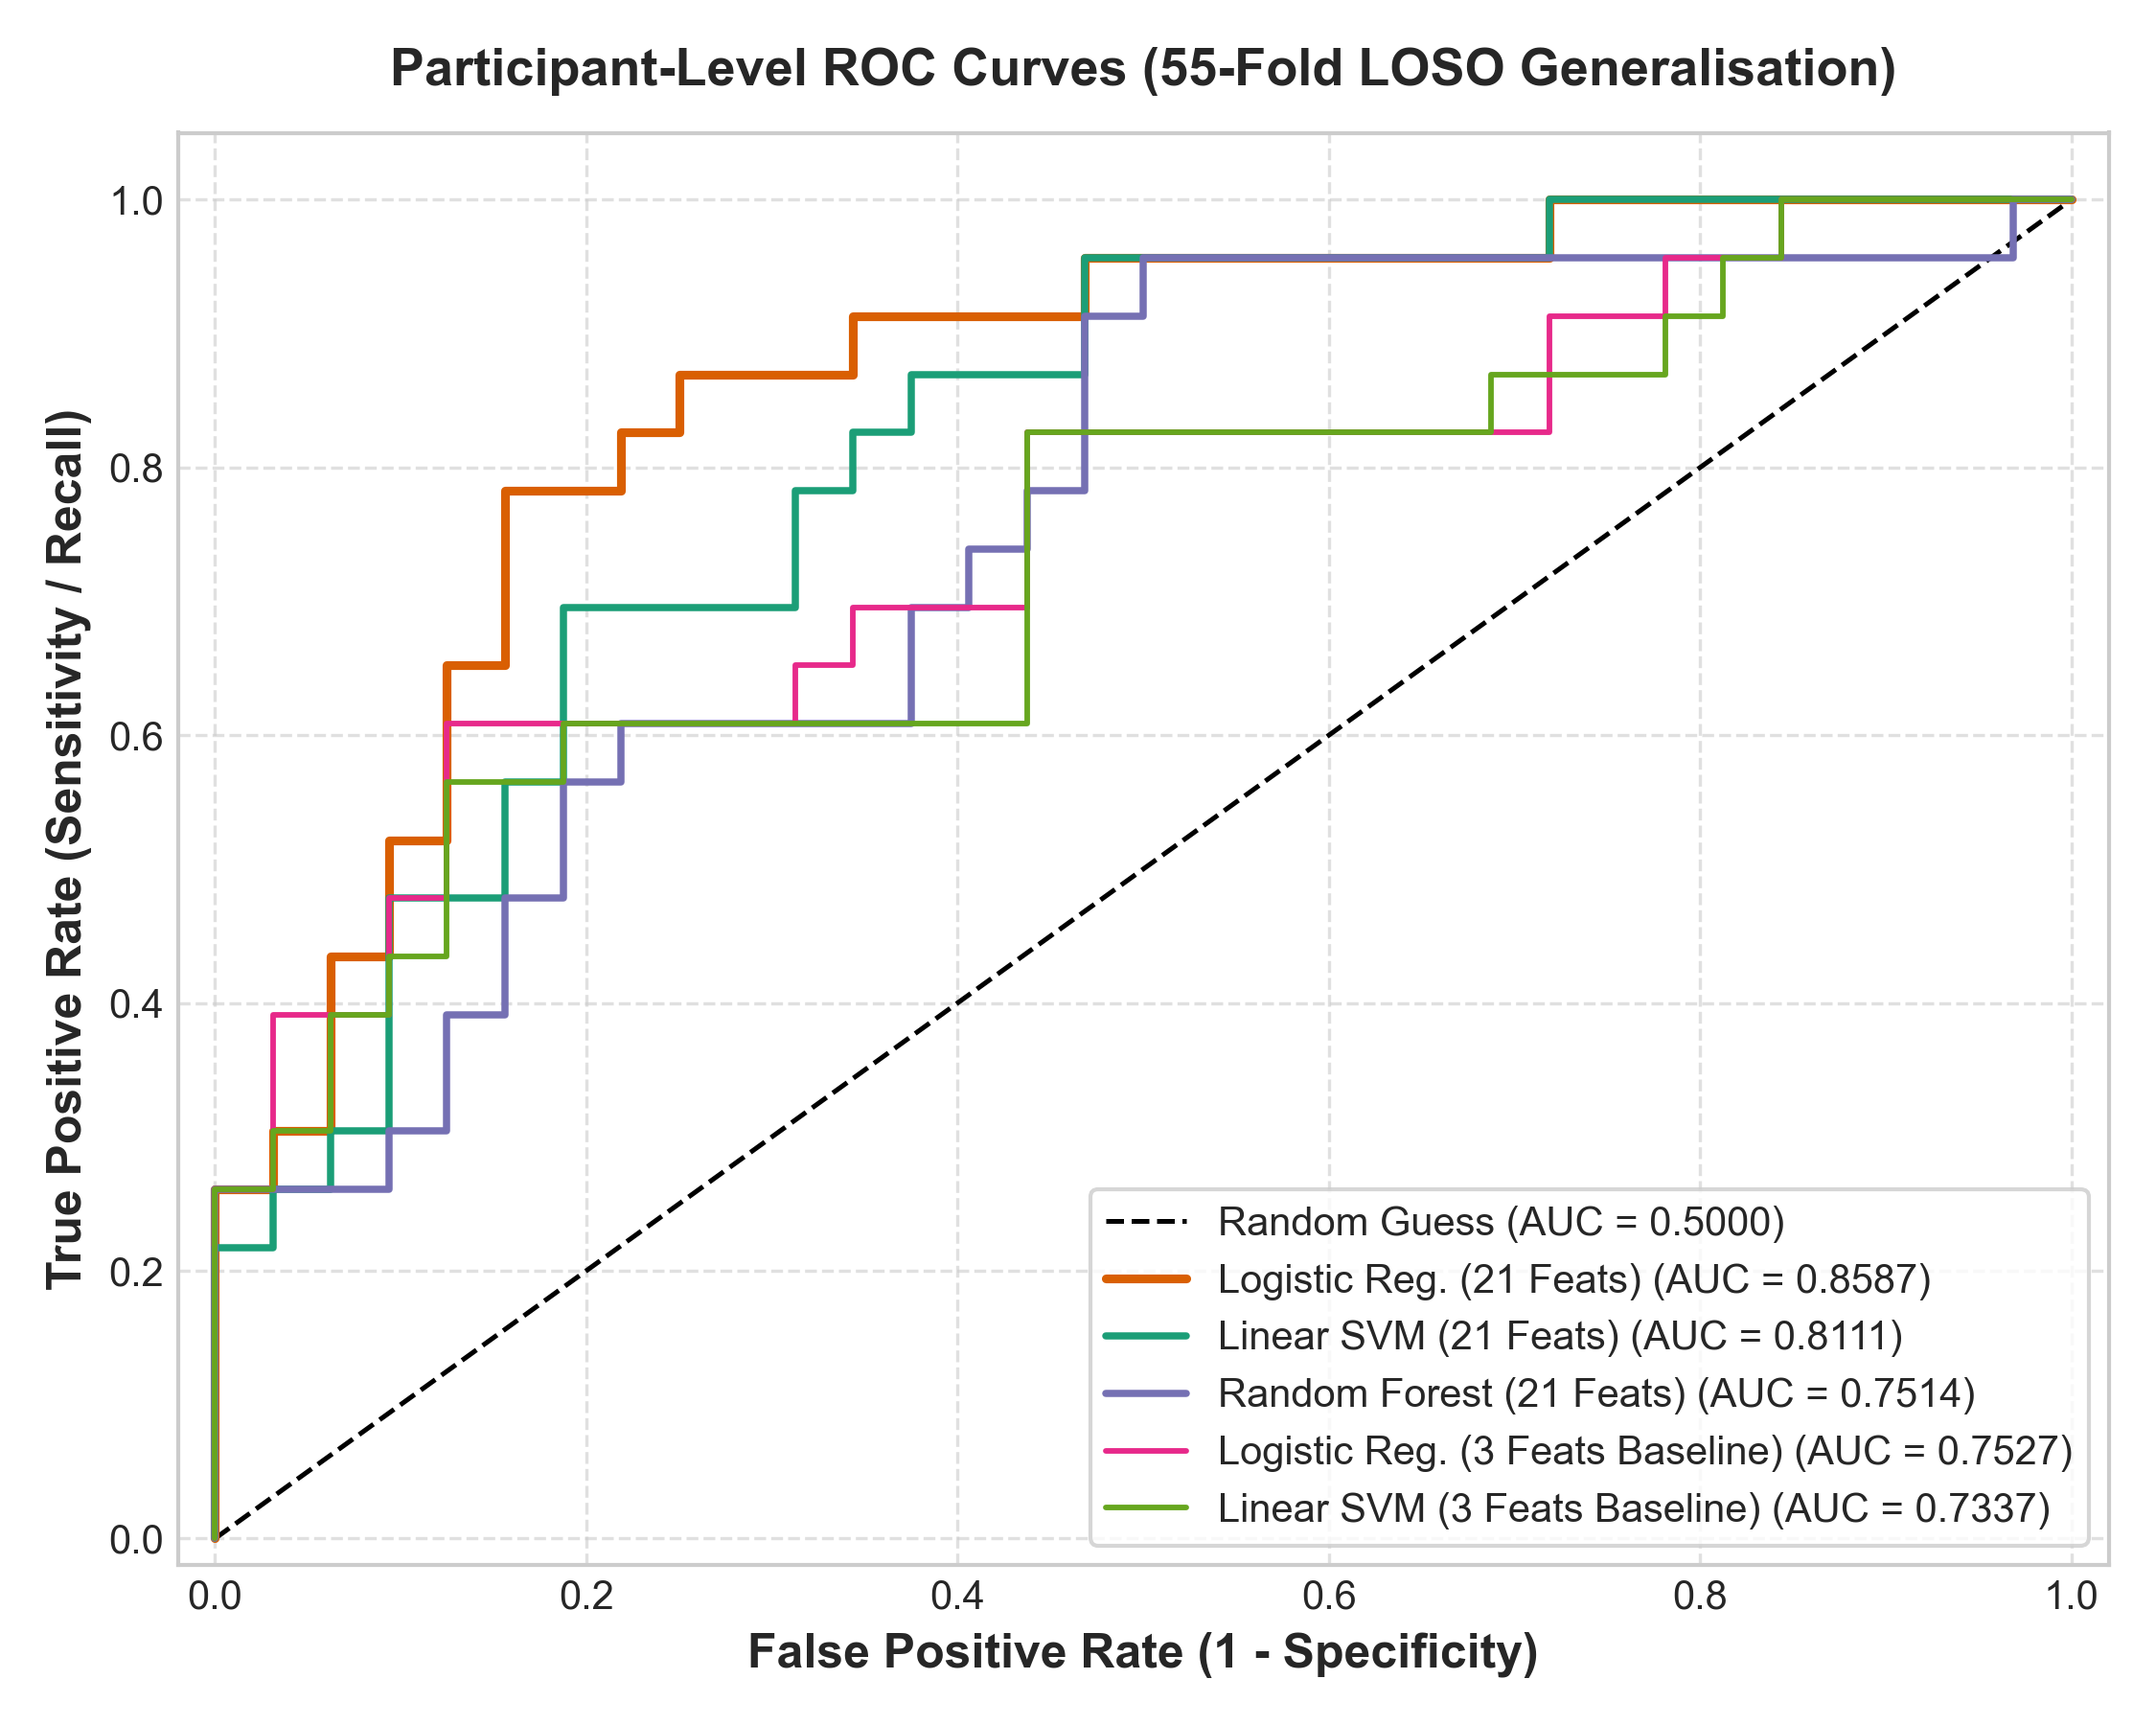 Participant-Level ROC Curves (55-Fold LOSO Generalisation)
True Positive Rate (Sensitivity / Recall)
1.0
0.8
0.6
0.4
0.2
0.0
Random Guess (AUC = 0.5000)
Logistic Reg. (21 Feats) (AUC = 0.8587)
Linear SVM (21 Feats) (AUC = 0.8111)
Random Forest (21 Feats) (AUC = 0.7514)
Logistic Reg. (3 Feats Baseline) (AUC = 0.7527)
Linear SVM (3 Feats Baseline) (AUC = 0.7337)
0.0 0.2 0.4 0.6 0.8 1.0
False Positive Rate (1 - Specificity)